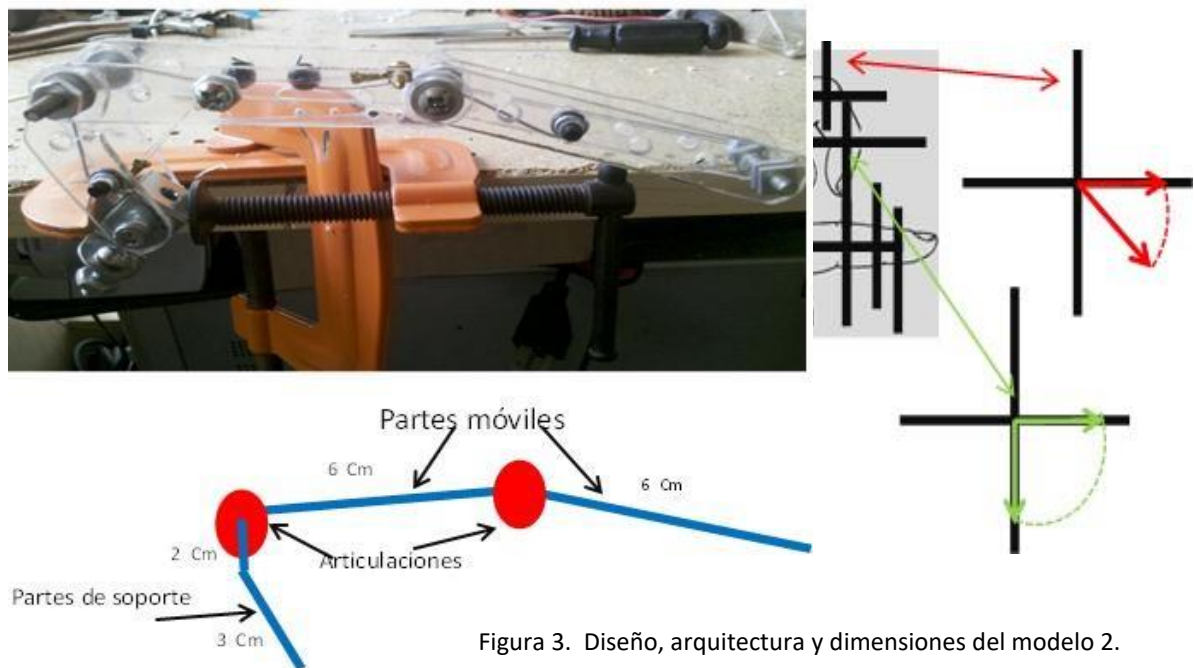 Partes móviles
6 Cm
6 Cm
2 Cm
Articulaciones
Partes de soporte
3 Cm
Figura 3. Diseño, arquitectura y dimensiones del modelo 2.